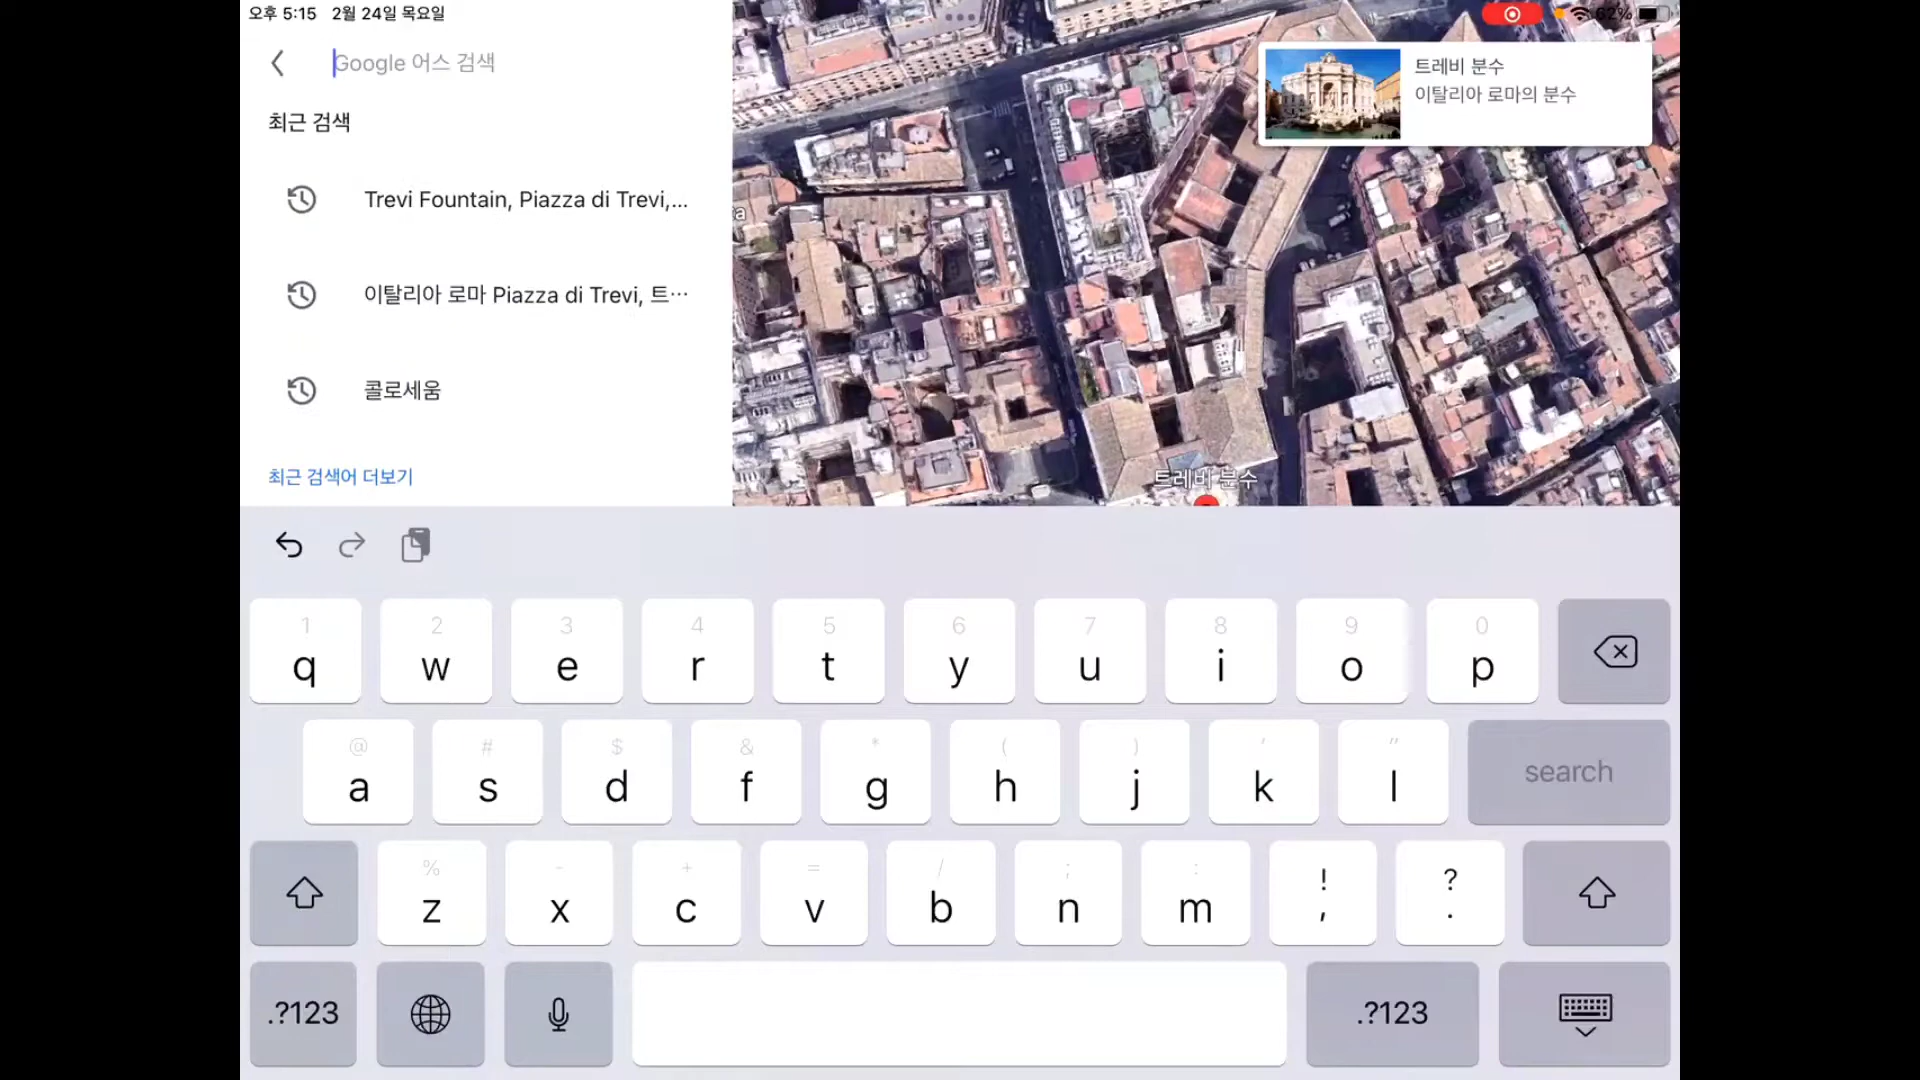 오후 5:15 2월 24일 목요일
62%
Google 어스 검색
트레비 분수
이탈리아 로마의 분수
최근 검색
Trevi Fountain, Piazza di Trevi,...
이탈리아 로마 Piazza di Trevi, 트...
콜로세움
최근 검색어 더보기
za
트레비 분수
1 2 3 4 5 6 7 8 9 0
q w e r t y u i o p
@ # $ & * ( ) ' "
a s d f g h j k l search
% - + = / ; : ! ?
z x c v b n m , .
.?123 .?123